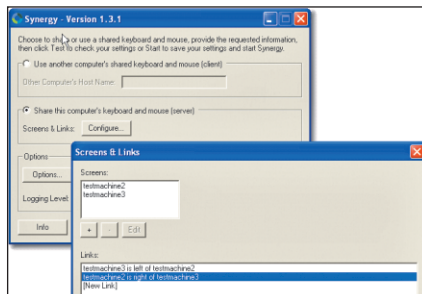 Synergy - Version 1.3.1
Choose to share or use a shared keyboard and mouse, provide the requested information,
then click Test to check your settings or Start to save your settings and start Synergy.
Use another computer's shared keyboard and mouse (client)
Other Computer's Host Name:
Share this computer's keyboard and mouse (server)
Screens & Links:
Configure...
Options
Options...
Logging Level:
Info
Screens & Links
Screens:
testmachine2
testmachine3
+
-
Edit
Links:
testmachine3 is left of testmachine2
testmachine2 is right of testmachine3
[New Link]